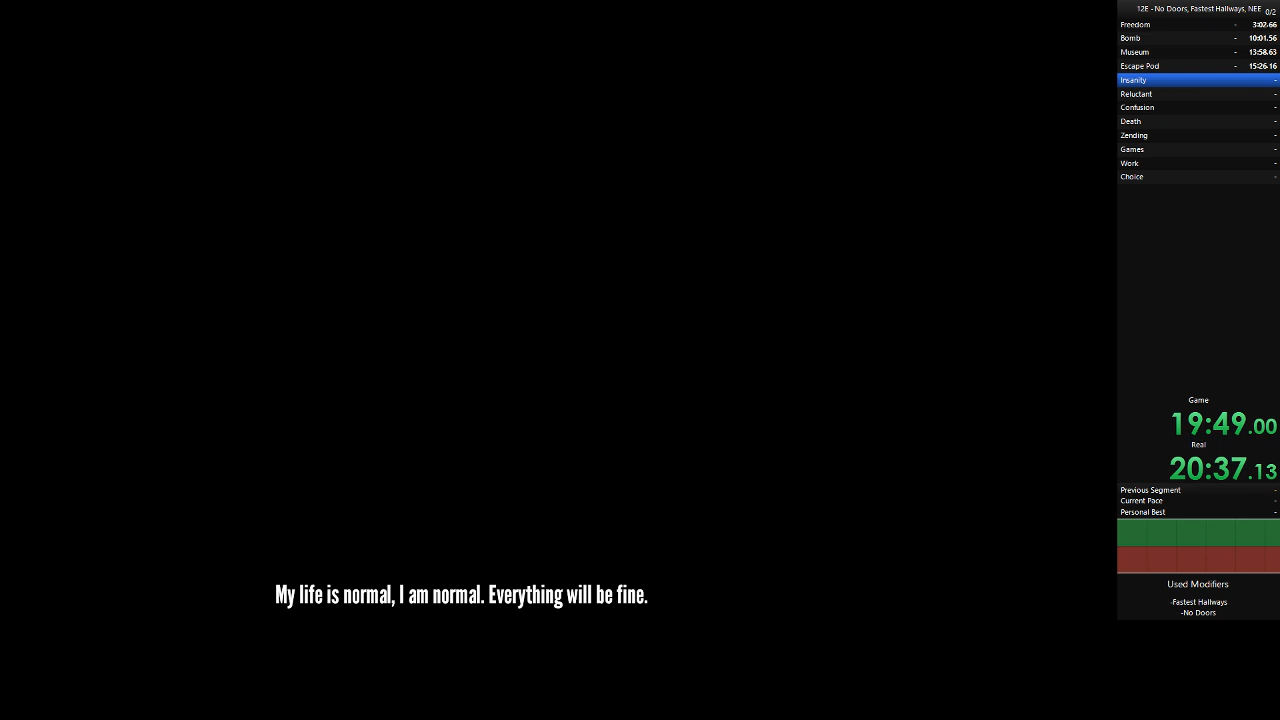 12E - No Doors, Fastest Hallways, NEE 0/2
Freedom - 3:02.66
Bomb - 10:01.56
Museum - 13:58.63
Escape Pod - 15:26.16
Insanity -
Reluctant -
Confusion -
Death -
Zending -
Games -
Work -
Choice -
Game
19:49.00
Real
20:37.13
Previous Segment -
Current Pace -
Personal Best -
Used Modifiers
-Fastest Hallways
-No Doors
My life is normal, I am normal. Everything will be fine.